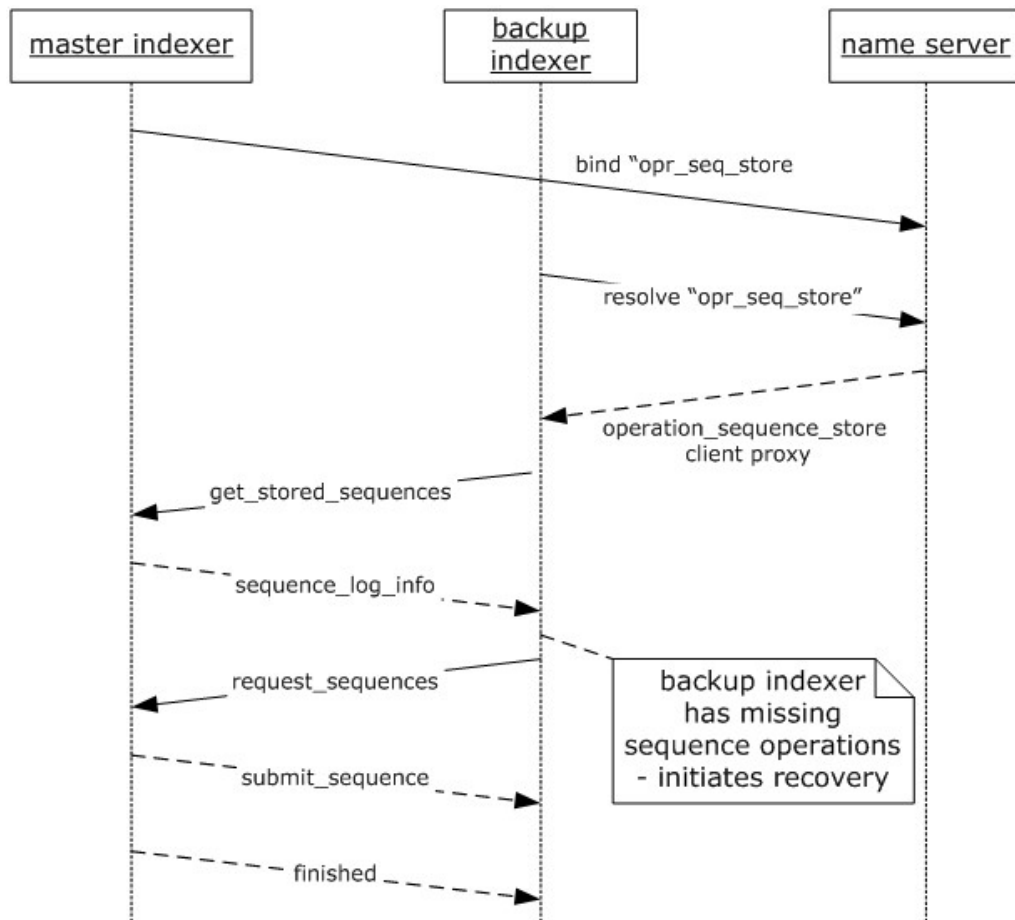 master indexer
backup
indexer
name server
bind “opr_seq_store
resolve “opr_seq_store”
operation_sequence_store
client proxy
get_stored_sequences
sequence_log_info
request_sequences
backup indexer
has missing
sequence operations
- initiates recovery
submit_sequence
finished